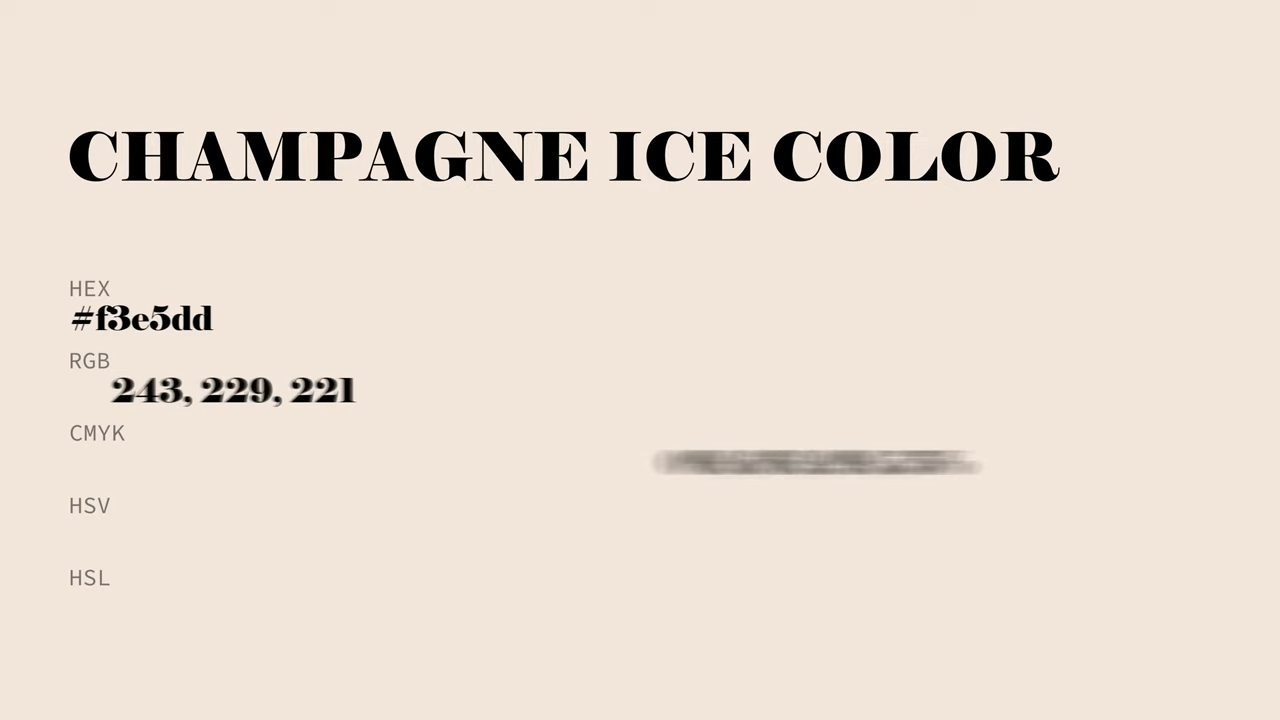 CHAMPAGNE ICE COLOR
HEX
#f3e5dd
RGB
243, 229, 221
CMYK
HSV
HSL